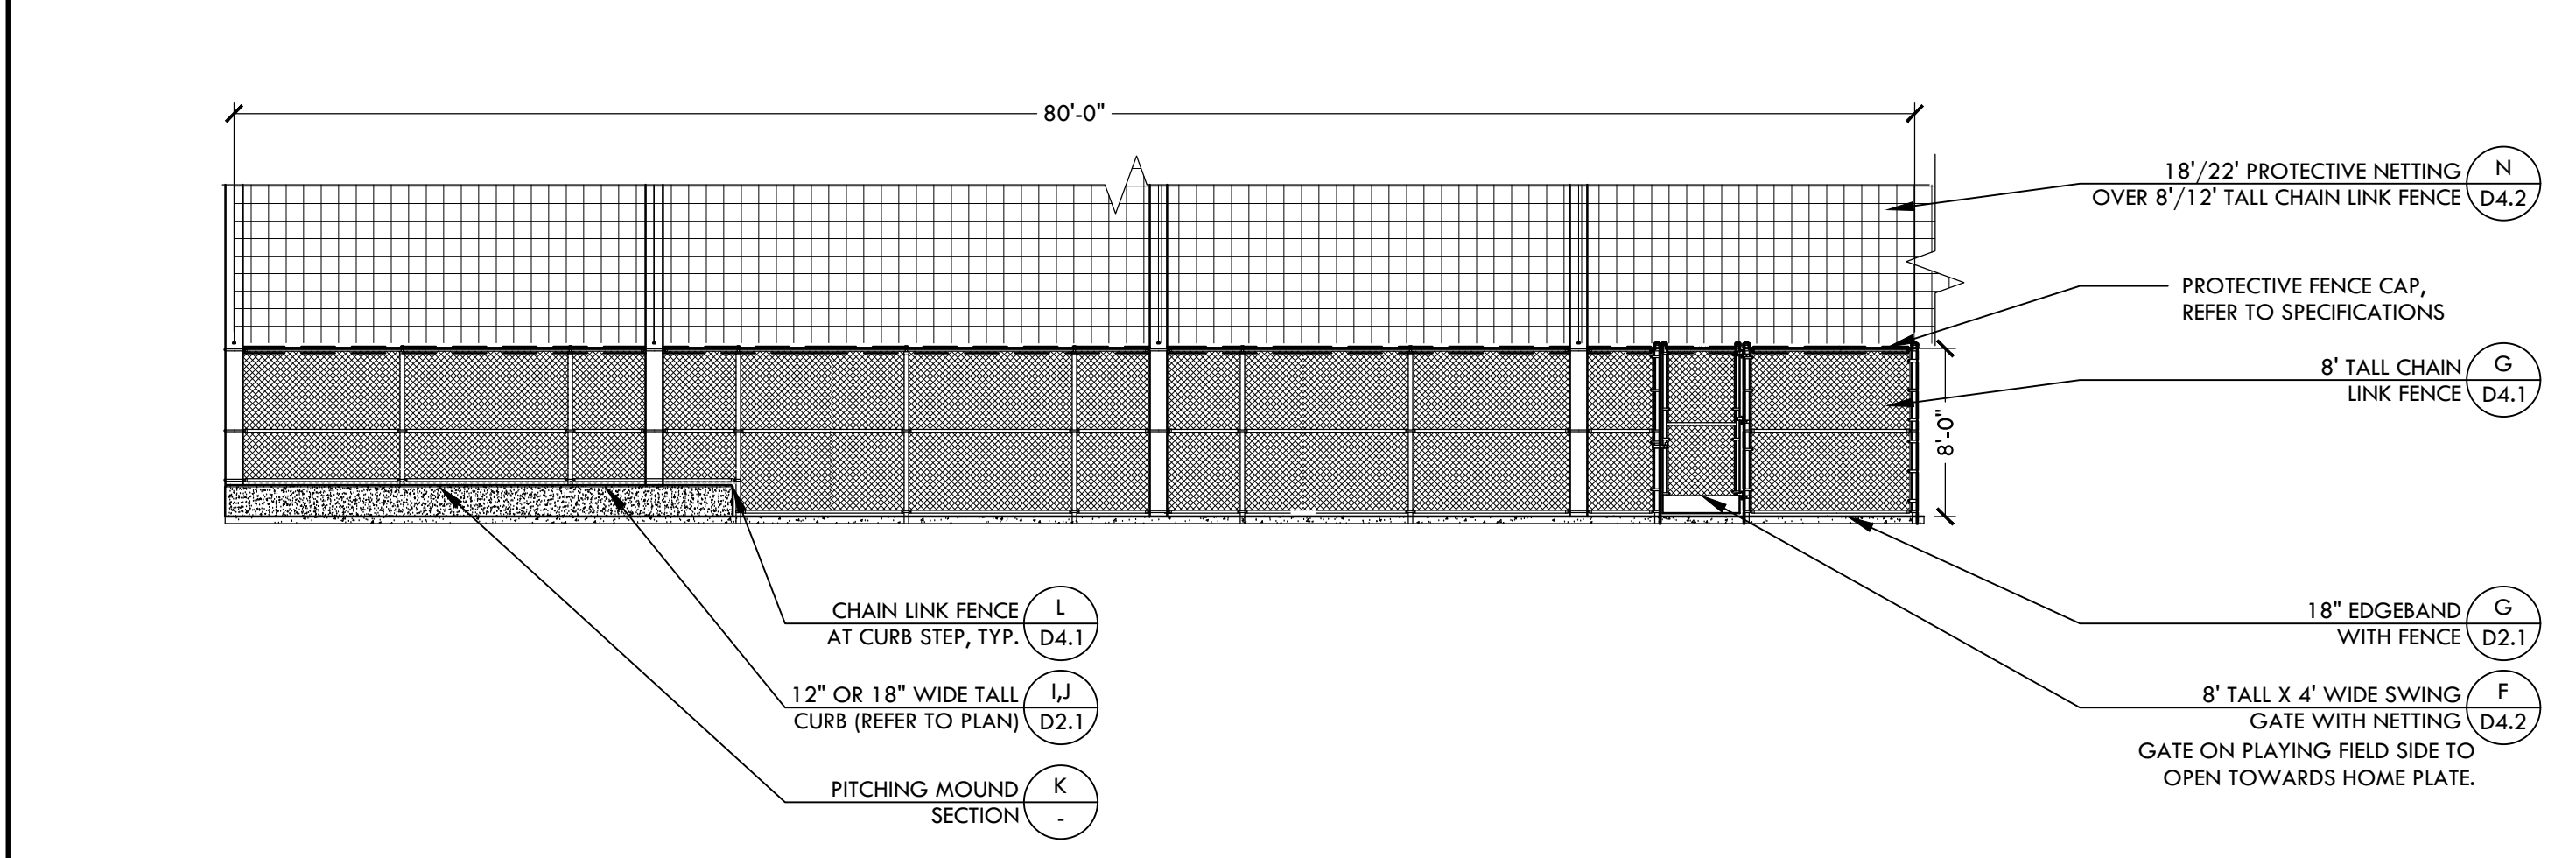 80'-0"
18'/22' PROTECTIVE NETTING
OVER 8'/12' TALL CHAIN LINK FENCE
N
D4.2
PROTECTIVE FENCE CAP,
REFER TO SPECIFICATIONS
8' TALL CHAIN
LINK FENCE
G
D4.1
8'-0"
CHAIN LINK FENCE
AT CURB STEP, TYP.
L
D4.1
18" EDGEBAND
WITH FENCE
G
D2.1
12" OR 18" WIDE TALL
CURB (REFER TO PLAN)
I,J
D2.1
8' TALL X 4' WIDE SWING
GATE WITH NETTING
F
D4.2
GATE ON PLAYING FIELD SIDE TO
OPEN TOWARDS HOME PLATE.
PITCHING MOUND
SECTION
K
-